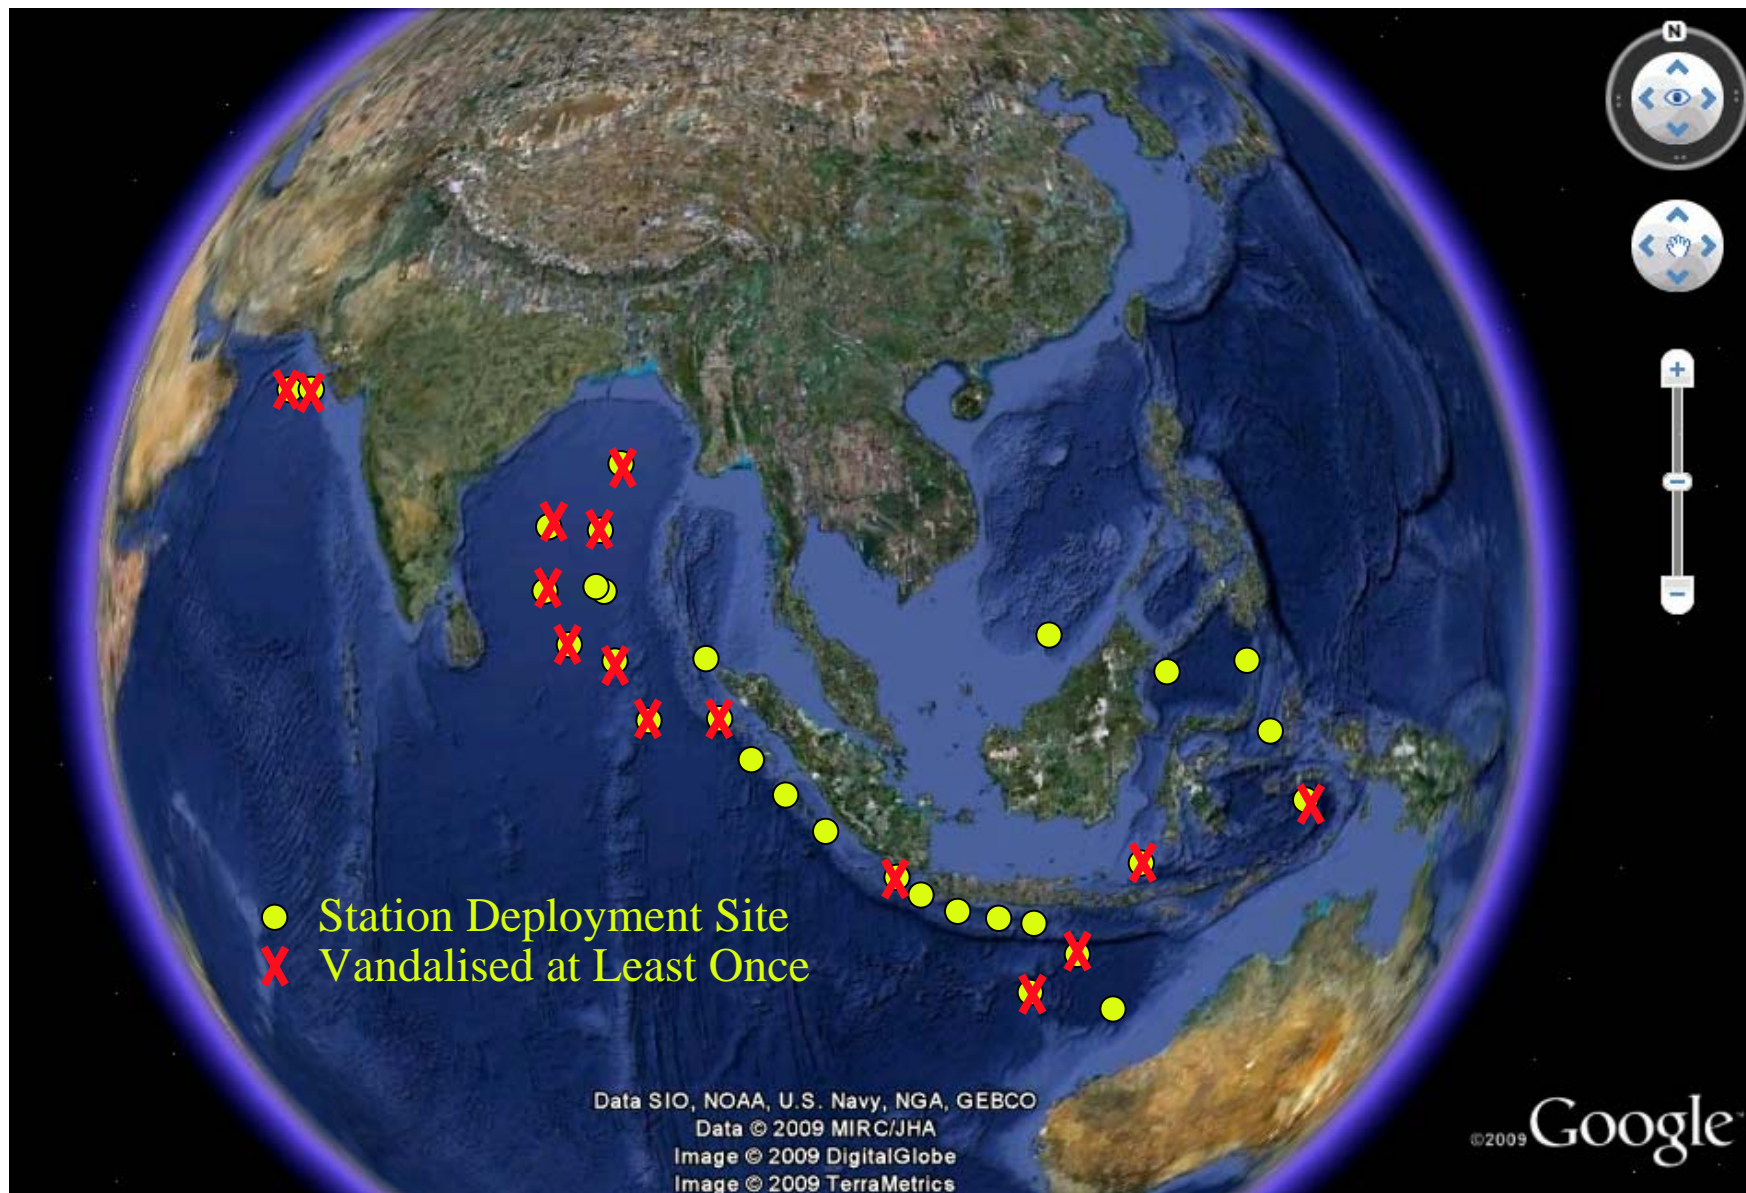 N
Station Deployment Site
Vandalised at Least Once
Data SIO, NOAA, U.S. Navy, NGA, GEBCO
Data © 2009 MIRC/JHA
Image © 2009 DigitalGlobe
Image © 2009 TerraMetrics
©2009 Google™